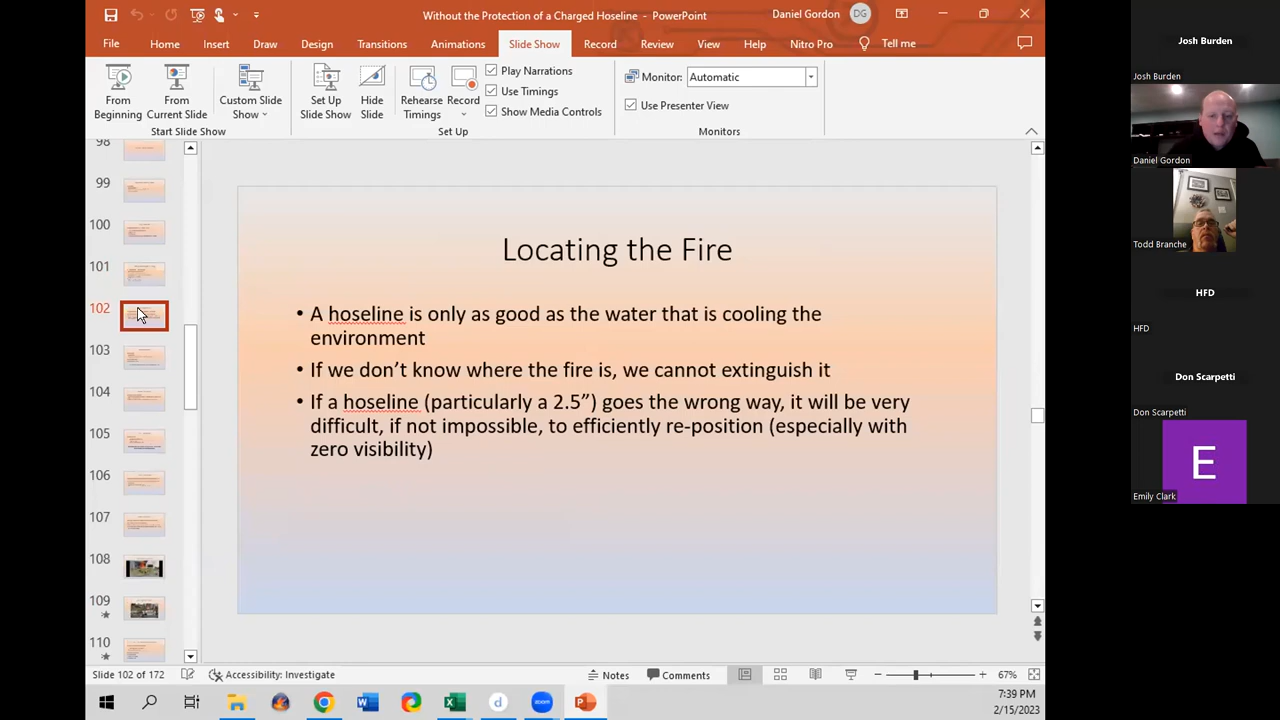 Without the Protection of a Charged Hoseline - PowerPoint
Daniel Gordon
DG
File
Home
Insert
Draw
Design
Transitions
Animations
Slide Show
Record
Review
View
Help
Nitro Pro
Tell me
From
Beginning
From
Current Slide
Custom Slide
Show
Set Up
Slide Show
Hide
Slide
Rehearse
Timings
Record
Play Narrations
Use Timings
Show Media Controls
Monitor:
Automatic
Use Presenter View
Start Slide Show
Set Up
Monitors
98
99
100
101
102
103
104
105
106
107
108
109
110
Locating the Fire
• A hoseline is only as good as the water that is cooling the
environment
• If we don’t know where the fire is, we cannot extinguish it
• If a hoseline (particularly a 2.5”) goes the wrong way, it will be very
difficult, if not impossible, to efficiently re-position (especially with
zero visibility)
Slide 102 of 172
Accessibility: Investigate
Notes
Comments
67%
7:39 PM
2/15/2023
Josh Burden
Josh Burden
Daniel Gordon
Todd Branche
HFD
HFD
Don Scarpetti
Don Scarpetti
E
Emily Clark